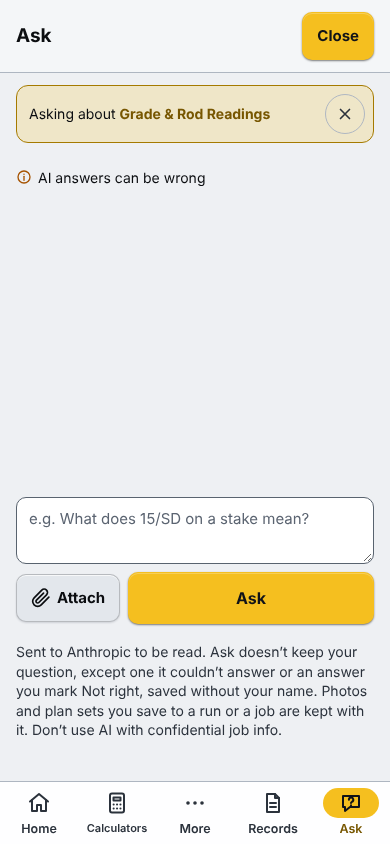 Ask
Close
Asking about Grade & Rod Readings
AI answers can be wrong
e.g. What does 15/SD on a stake mean?
Attach
Ask
Sent to Anthropic to be read. Ask doesn’t keep your
question, except one it couldn’t answer or an answer
you mark Not right, saved without your name. Photos
and plan sets you save to a run or a job are kept with
it. Don’t use AI with confidential job info.
Home
Calculators
More
Records
Ask